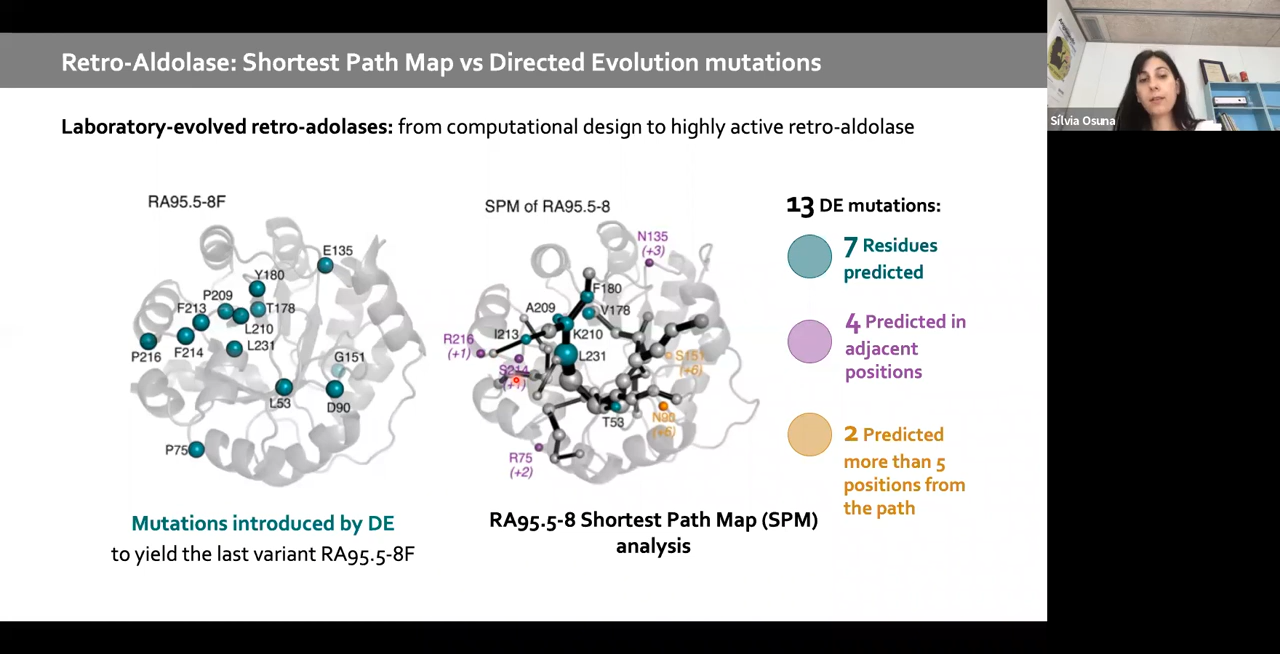 Retro-Aldolase: Shortest Path Map vs Directed Evolution mutations
Sílvia Osuna
Laboratory-evolved retro-adolases: from computational design to highly active retro-aldolase
RA95.5-8F
E135
Y180
P209
T178
F213
L210
P216
F214
L231
G151
L53
D90
P75
Mutations introduced by DE
to yield the last variant RA95.5-8F
SPM of RA95.5-8
N135
(+3)
F180
A209
V178
R216
(+1)
I213
K210
L231
S151
(+6)
S214
(+1)
T53
N90
(+6)
R75
(+2)
RA95.5-8 Shortest Path Map (SPM)
analysis
13 DE mutations:
7 Residues
predicted
4 Predicted in
adjacent
positions
2 Predicted
more than 5
positions from
the path